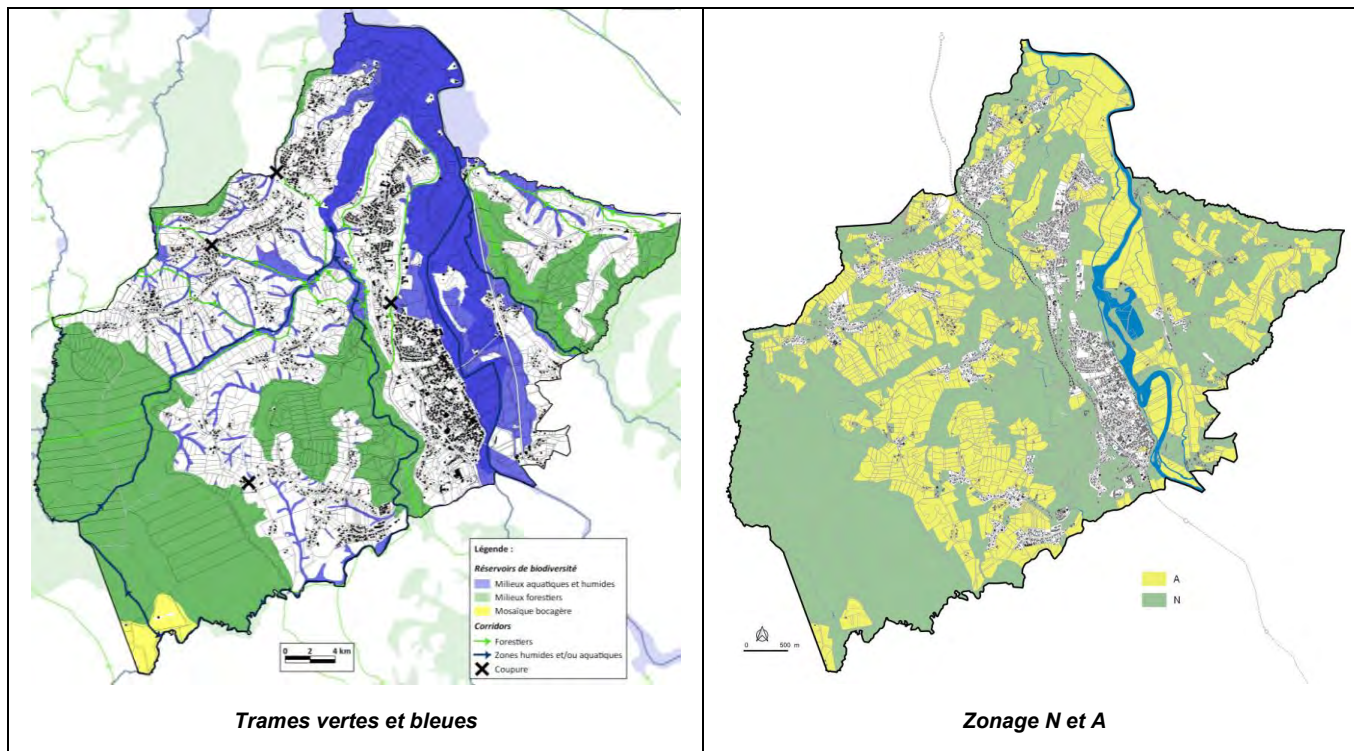 Légende :
Réservoirs de biodiversité
Milieux aquatiques et humides
Milieux forestiers
Mosaïque bocagère
Corridors
Forestiers
Zones humides et/ou aquatiques
Coupure
0 2 4 km
Trames vertes et bleues
A
N
0 500 m
Zonage N et A